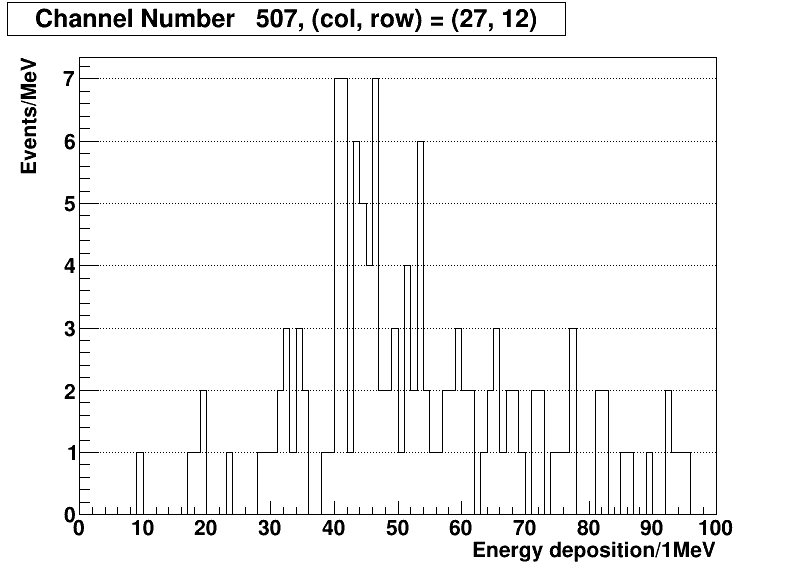 Channel Number 507, (col, row) = (27, 12)
Events/MeV
7
6
5
4
3
2
1
0
0 10 20 30 40 50 60 70 80 90 100
Energy deposition/1MeV